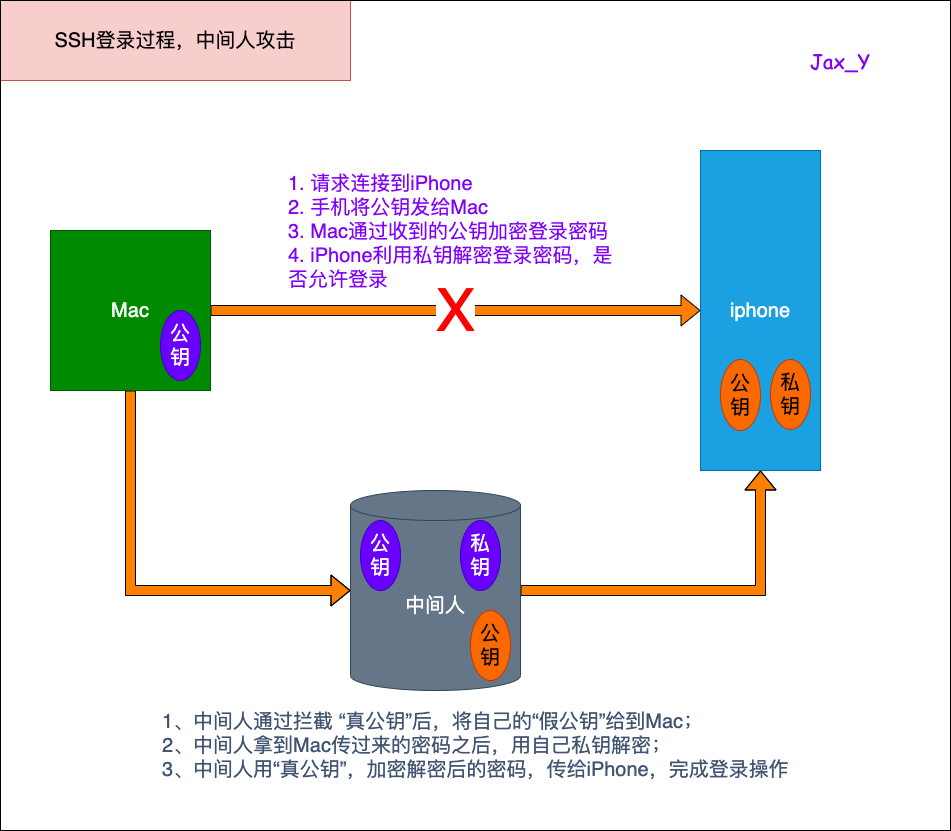 SSH登录过程，中间人攻击
Jax_Y
1. 请求连接到iPhone
2. 手机将公钥发给Mac
3. Mac通过收到的公钥加密登录密码
4. iPhone利用私钥解密登录密码，是
否允许登录
Mac
公
钥
X
iphone
公
钥
私
钥
公
钥
私
钥
中间人
公
钥
1、中间人通过拦截 “真公钥”后，将自己的“假公钥”给到Mac；
2、中间人拿到Mac传过来的密码之后，用自己私钥解密；
3、中间人用“真公钥”，加密解密后的密码，传给iPhone，完成登录操作